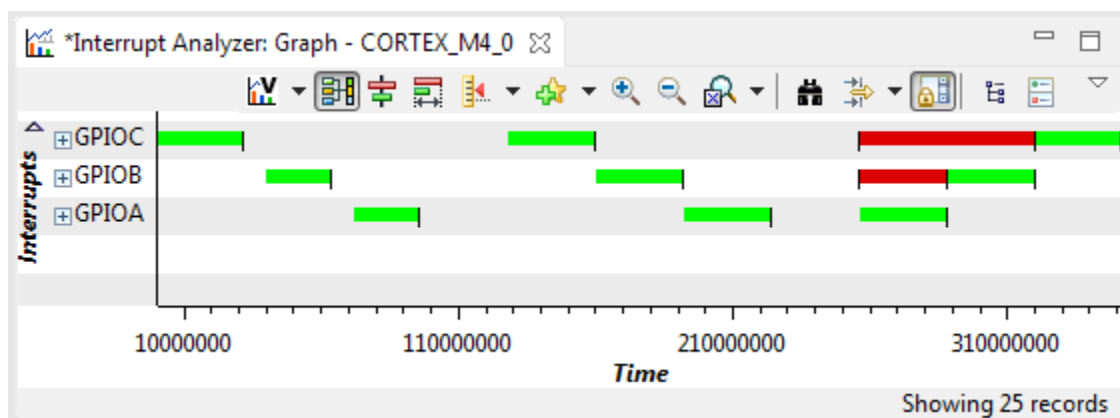 *Interrupt Analyzer: Graph - CORTEX_M4_0
V
GPIOC
GPIOB
GPIOA
Interrupts
10000000 110000000 210000000 310000000
Time
Showing 25 records